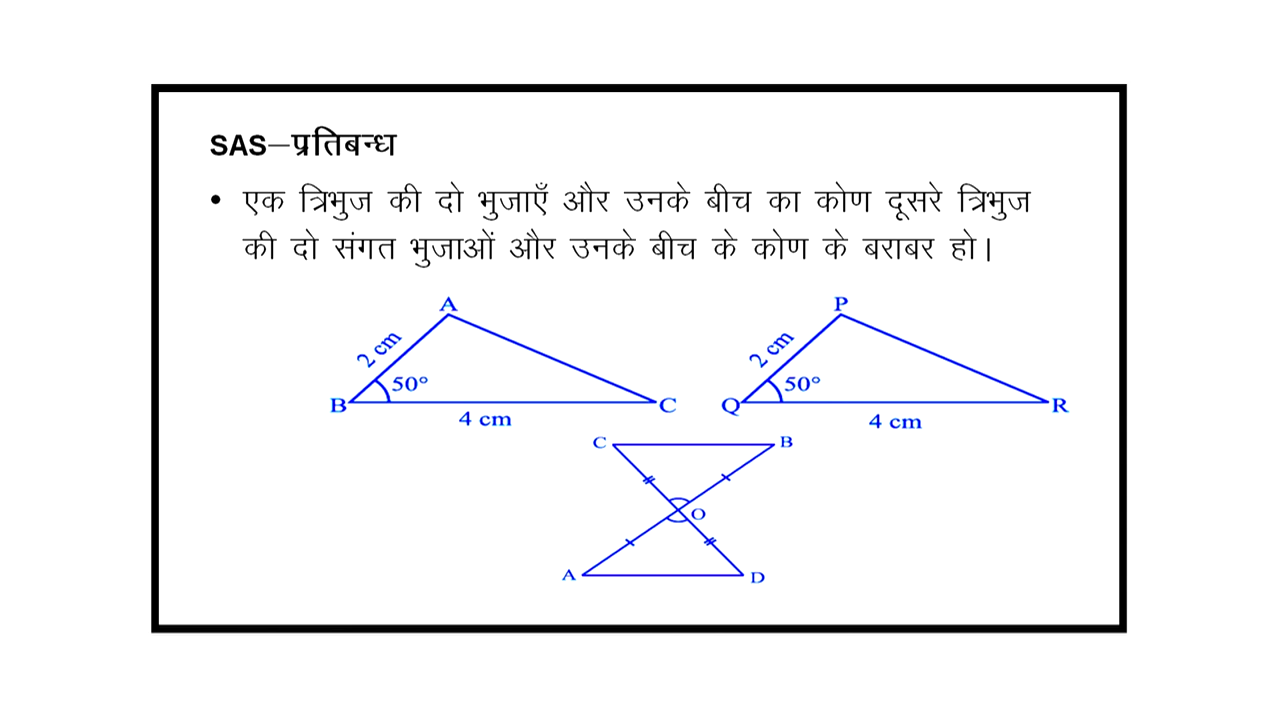 SAS–प्रतिबन्ध
• एक त्रिभुज की दो भुजाएँ और उनके बीच का कोण दूसरे त्रिभुज
की दो संगत भुजाओं और उनके बीच के कोण के बराबर हो।
A
P
2 cm
2 cm
50°
50°
B
C
Q
R
4 cm
4 cm
C
B
O
A
D